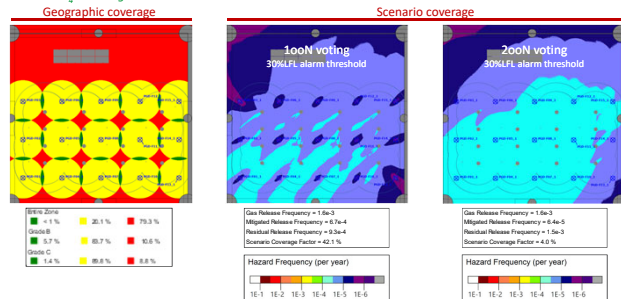 Geographic coverage
Scenario coverage
1ooN voting
30%LFL alarm threshold
2ooN voting
30%LFL alarm threshold
Entire Zone
< 1 % 20.1 % 79.3 %
Grade B
5.7 % 83.7 % 10.6 %
Grade C
1.4 % 89.8 % 8.8 %
Gas Release Frequency = 1.6e-3
Mitigated Release Frequency = 6.7e-4
Residual Release Frequency = 9.3e-4
Scenario Coverage Factor = 42.1 %
Gas Release Frequency = 1.6e-3
Mitigated Release Frequency = 6.4e-5
Residual Release Frequency = 1.5e-3
Scenario Coverage Factor = 4.0 %
Hazard Frequency (per year)
1E-1 1E-2 1E-3 1E-4 1E-5 1E-6
Hazard Frequency (per year)
1E-1 1E-2 1E-3 1E-4 1E-5 1E-6